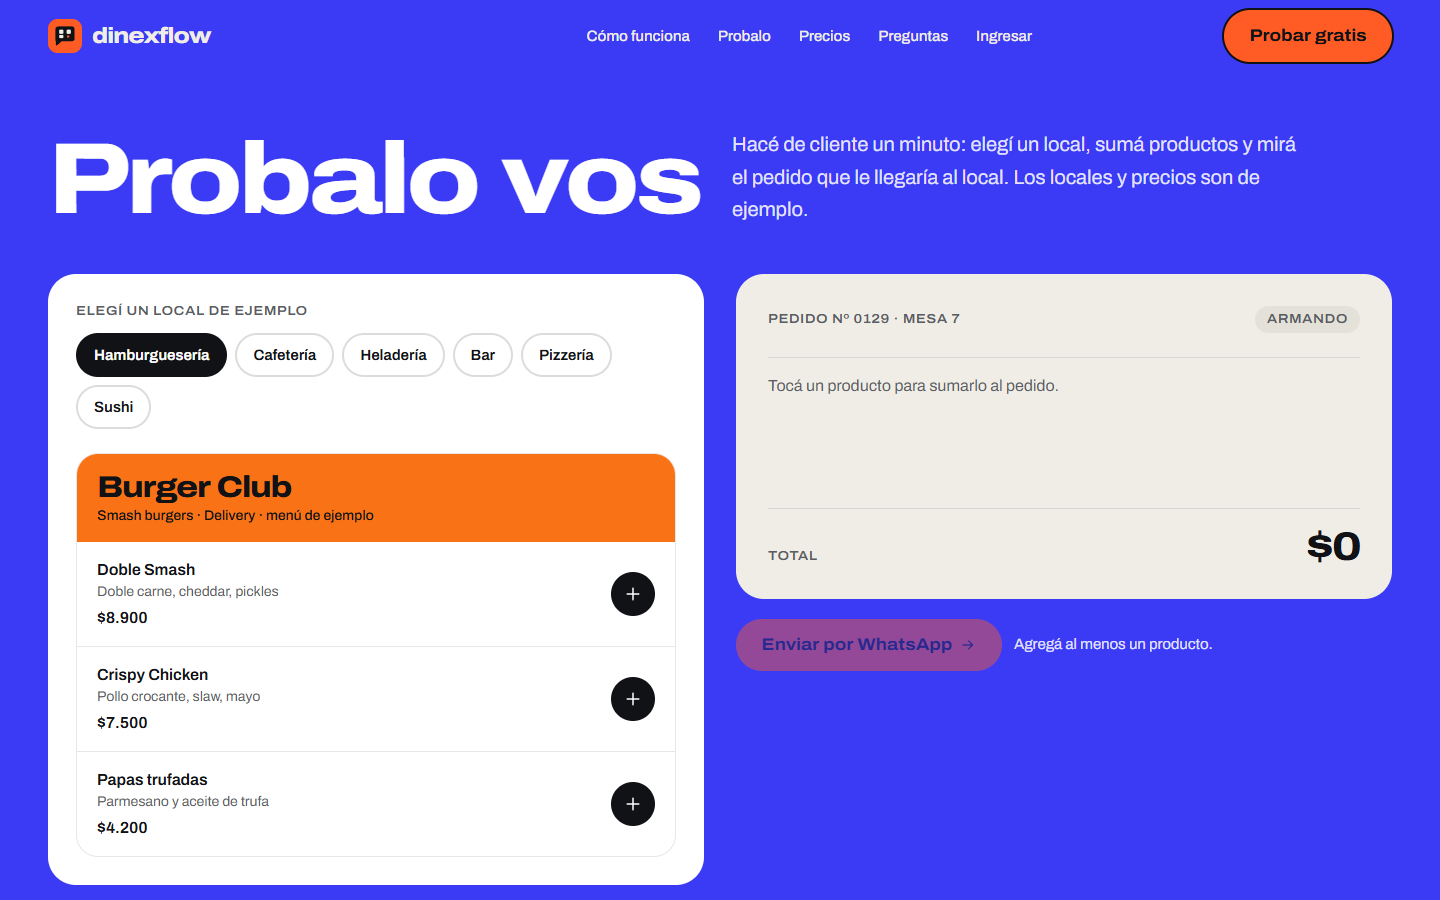 dinexflow
Cómo funciona
Probalo
Precios
Preguntas
Ingresar
Probar gratis
Probalo vos
Hacé de cliente un minuto: elegí un local, sumá productos y mirá
el pedido que le llegaría al local. Los locales y precios son de
ejemplo.
ELEGÍ UN LOCAL DE EJEMPLO
Hamburguesería
Cafetería
Heladería
Bar
Pizzería
Sushi
Burger Club
Smash burgers · Delivery · menú de ejemplo
Doble Smash
Doble carne, cheddar, pickles
$8.900
Crispy Chicken
Pollo crocante, slaw, mayo
$7.500
Papas trufadas
Parmesano y aceite de trufa
$4.200
PEDIDO Nº 0129 · MESA 7
ARMANDO
Tocá un producto para sumarlo al pedido.
TOTAL
$0
Enviar por WhatsApp →
Agregá al menos un producto.